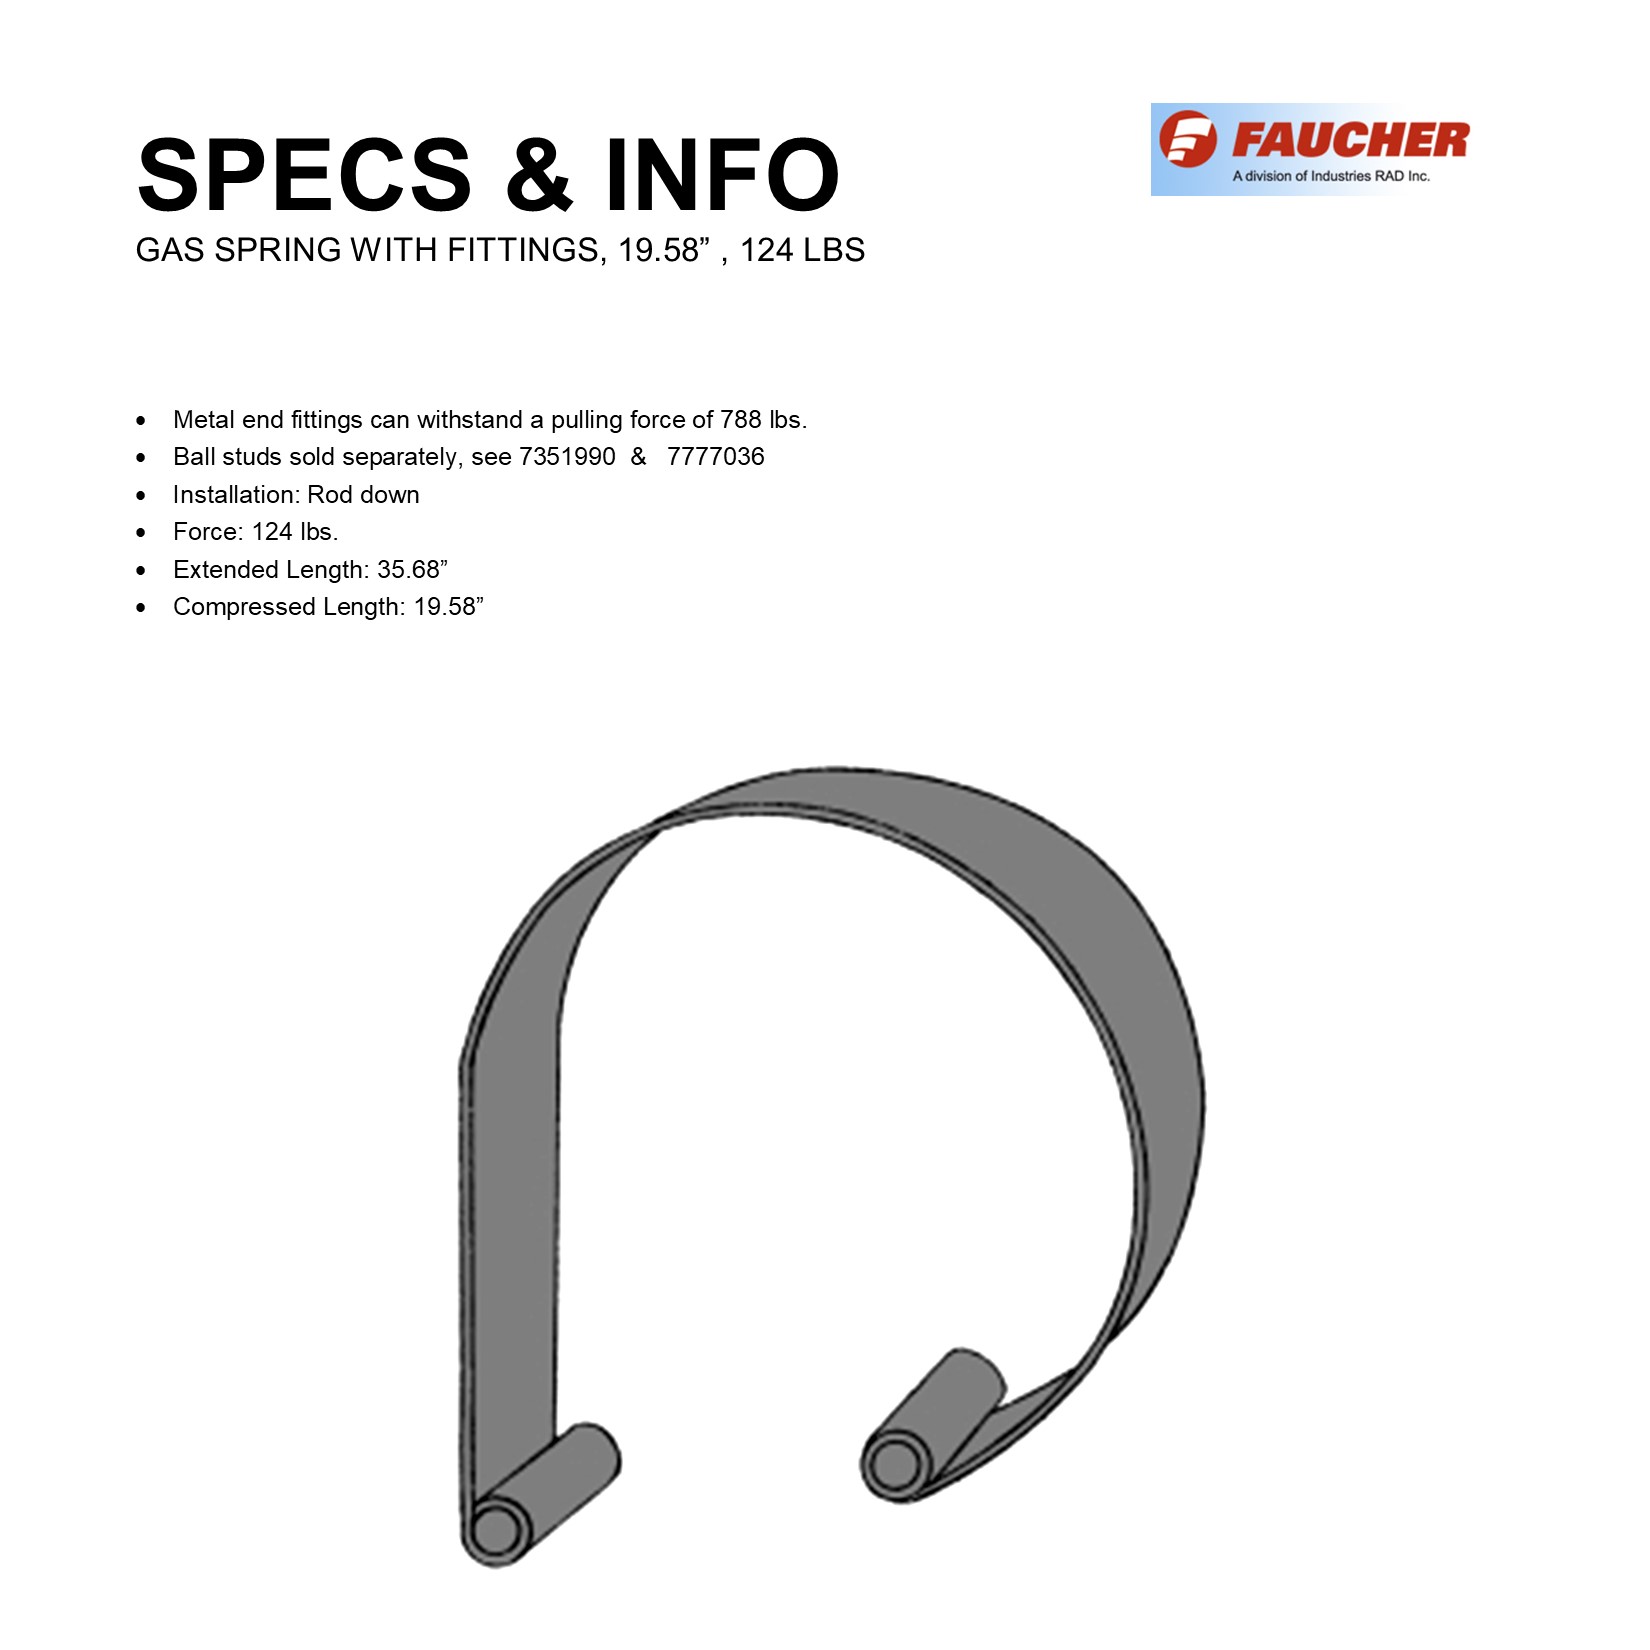 FAUCHER
A division of Industries RAD Inc.
SPECS & INFO
GAS SPRING WITH FITTINGS, 19.58” , 124 LBS
• Metal end fittings can withstand a pulling force of 788 lbs.
• Ball studs sold separately, see 7351990 & 7777036
• Installation: Rod down
• Force: 124 lbs.
• Extended Length: 35.68”
• Compressed Length: 19.58”